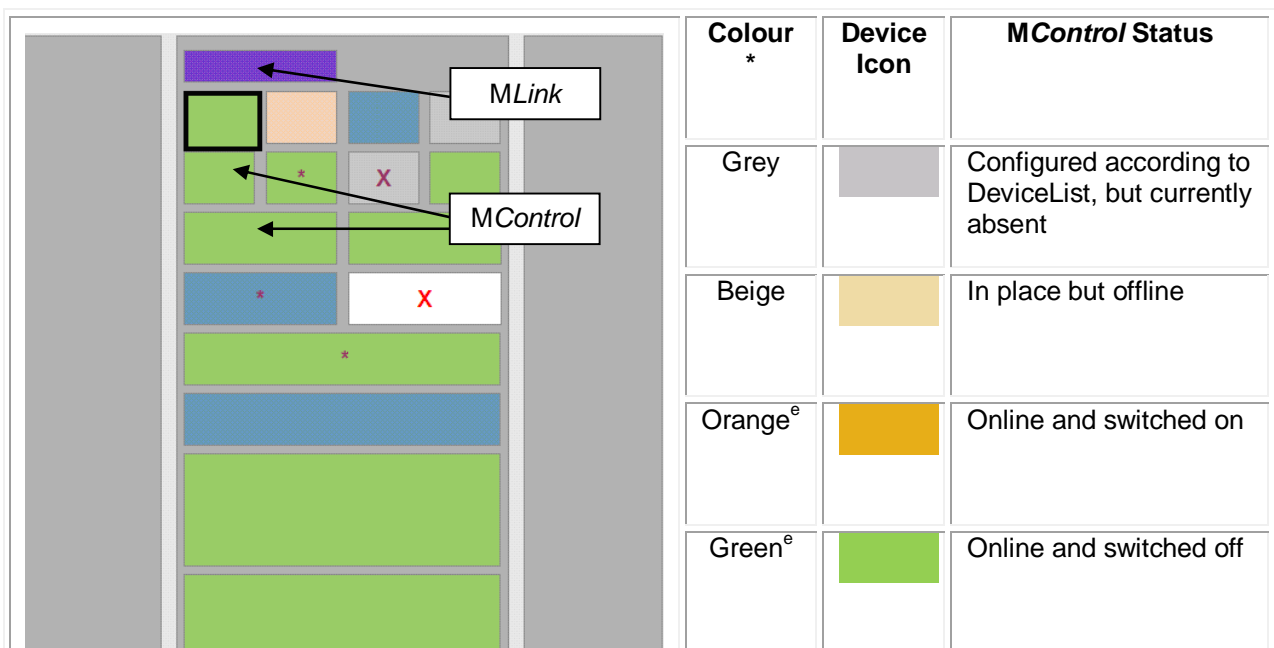 MLink
* X
MControl
* X
*
Colour Device MControl Status
* Icon
Grey Configured according to
DeviceList, but currently
absent
Beige In place but offline
Orangeᵉ Online and switched on
Greenᵉ Online and switched off